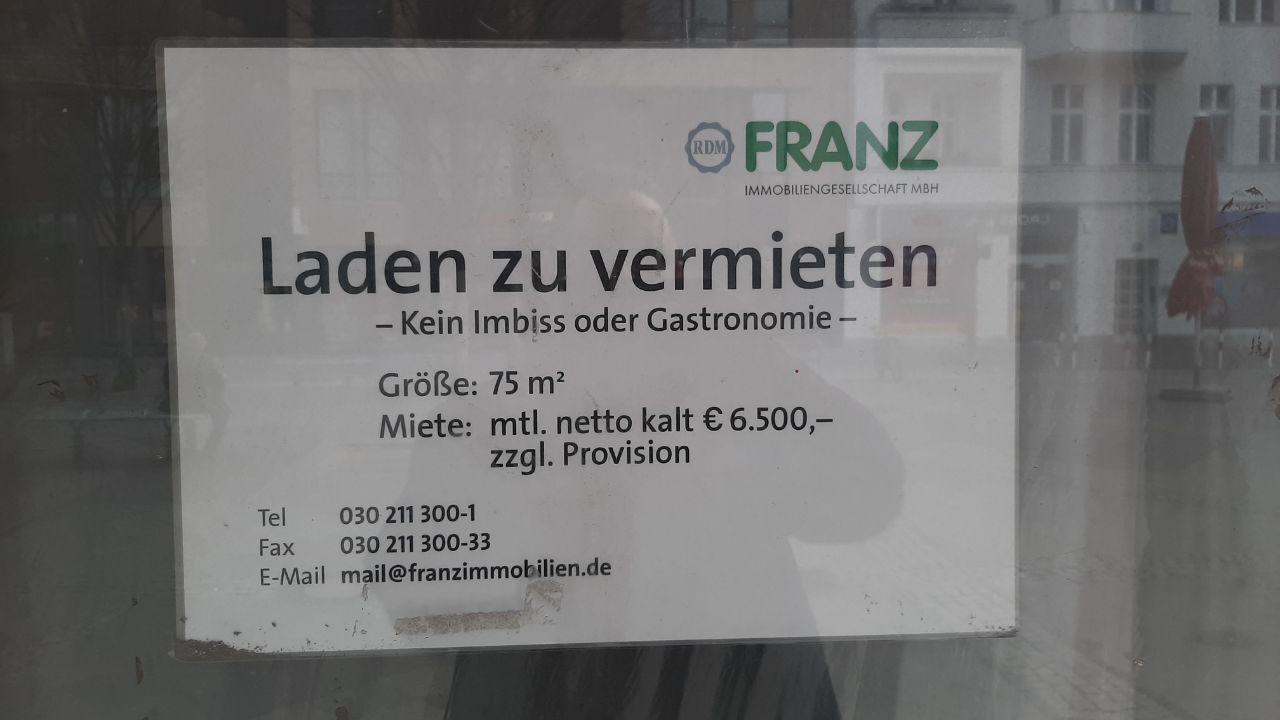 RDM
FRANZ
IMMOBILIENGESELLSCHAFT MBH
Laden zu vermieten
– Kein Imbiss oder Gastronomie –
Größe: 75 m²
Miete: mtl. netto kalt € 6.500,–
zzgl. Provision
Tel 030 211 300-1
Fax 030 211 300-33
E-Mail mail@franzimmobilien.de